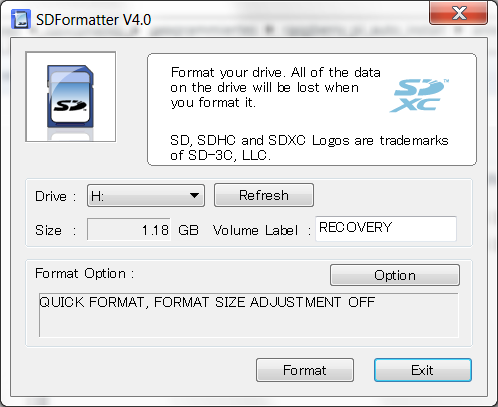 SDFormatter V4.0
SD
Format your drive. All of the data
on the drive will be lost when
you format it.
SD
XC
SD, SDHC and SDXC Logos are trademarks
of SD-3C, LLC.
Drive : H: Refresh
Size : 1.18 GB Volume Label : RECOVERY
Format Option :
Option
QUICK FORMAT, FORMAT SIZE ADJUSTMENT OFF
Format Exit